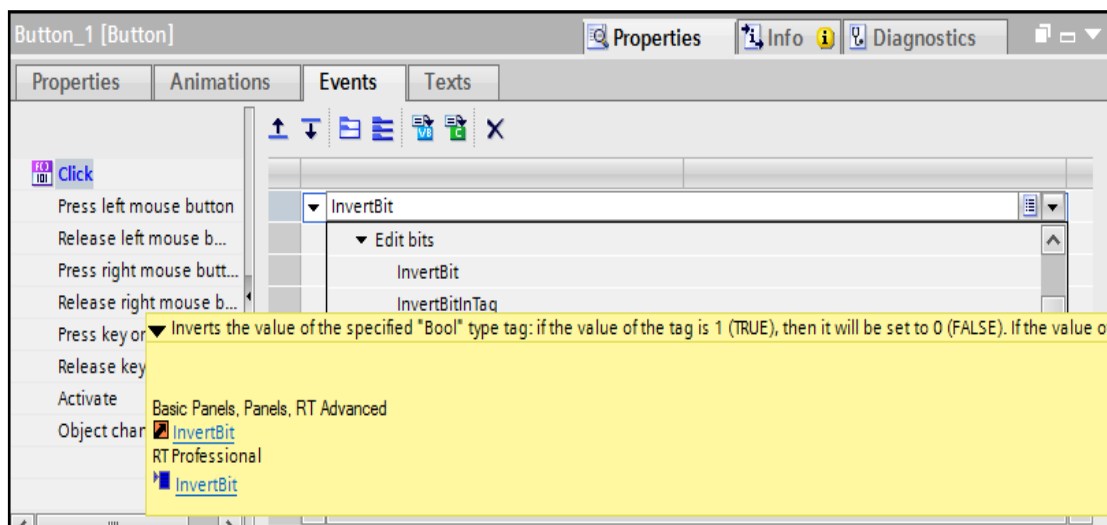 Button_1 [Button]
Properties
Info
Diagnostics
Properties
Animations
Events
Texts
Click
Press left mouse button
Release left mouse b...
Press right mouse butt...
Release right mouse b...
Press key or
Release key
Activate
Object char
InvertBit
Edit bits
InvertBit
InvertBitInTag
Inverts the value of the specified "Bool" type tag: if the value of the tag is 1 (TRUE), then it will be set to 0 (FALSE). If the value o
Basic Panels, Panels, RT Advanced
InvertBit
RT Professional
InvertBit